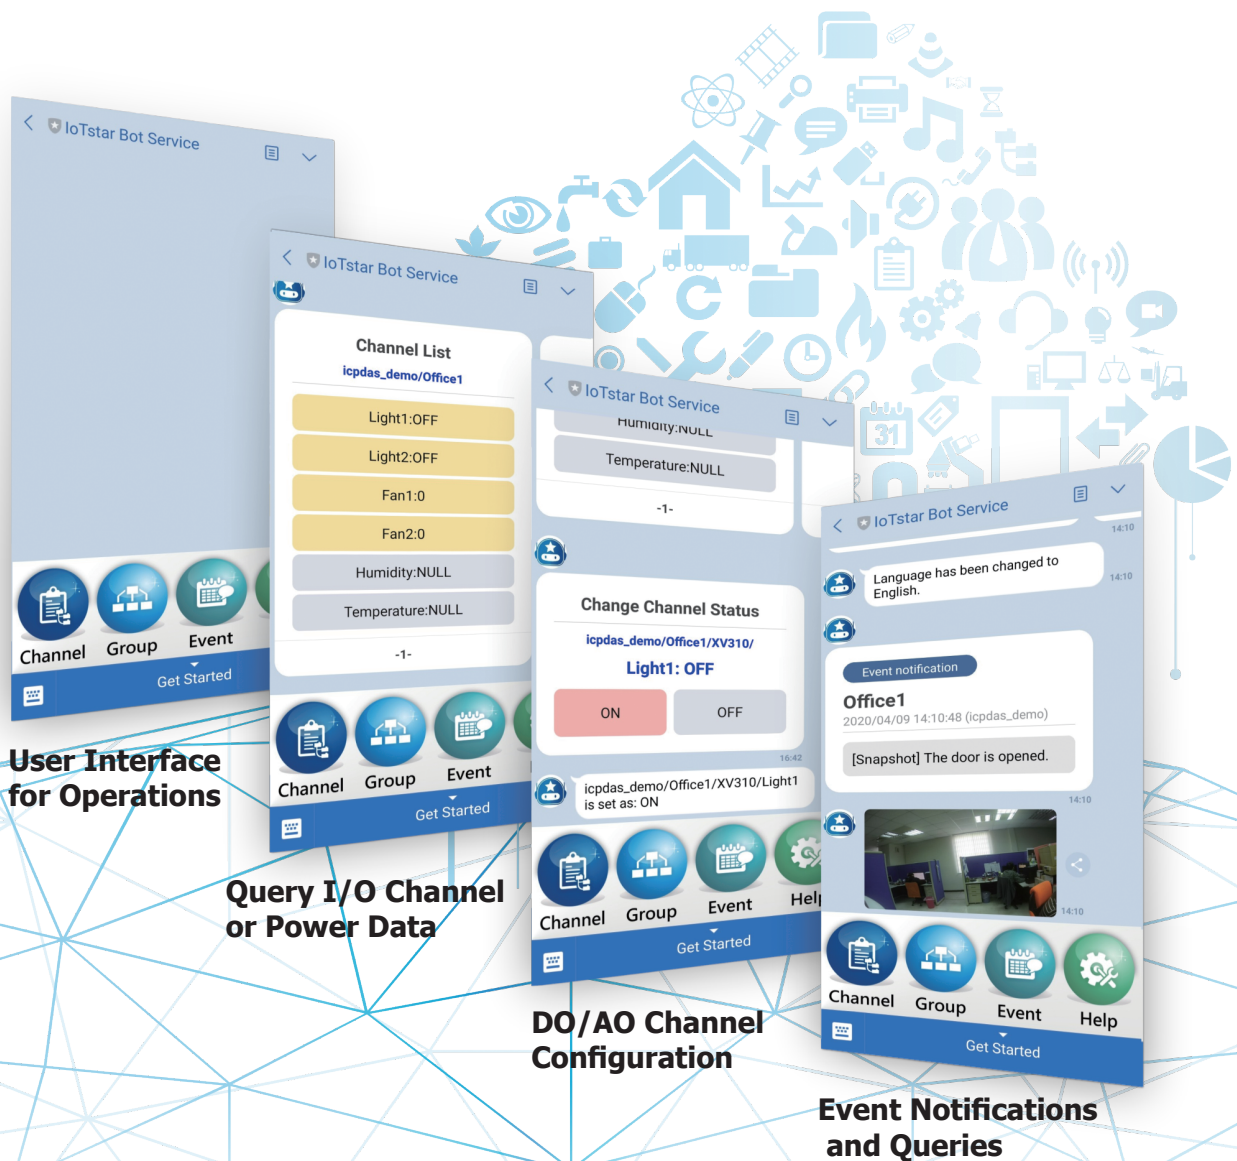 IoTstar Bot Service
Channel
Group
Event
Get Started
User Interface
for Operations
IoTstar Bot Service
Channel List
icpdas_demo/Office1
Light1:OFF
Light2:OFF
Fan1:0
Fan2:0
Humidity:NULL
Temperature:NULL
-1-
Channel
Group
Event
Get Started
Query I/O Channel
or Power Data
IoTstar Bot Service
Humidity:NULL
Temperature:NULL
-1-
Change Channel Status
icpdas_demo/Office1/XV310/
Light1: OFF
ON
OFF
16:42
icpdas_demo/Office1/XV310/Light1
is set as: ON
Channel
Group
Event
Help
Get Started
DO/AO Channel
Configuration
31
IoTstar Bot Service
14:10
Language has been changed to
English.
14:10
Event notification
Office1
2020/04/09 14:10:48 (icpdas_demo)
[Snapshot] The door is opened.
14:10
14:10
Channel
Group
Event
Help
Get Started
Event Notifications
and Queries